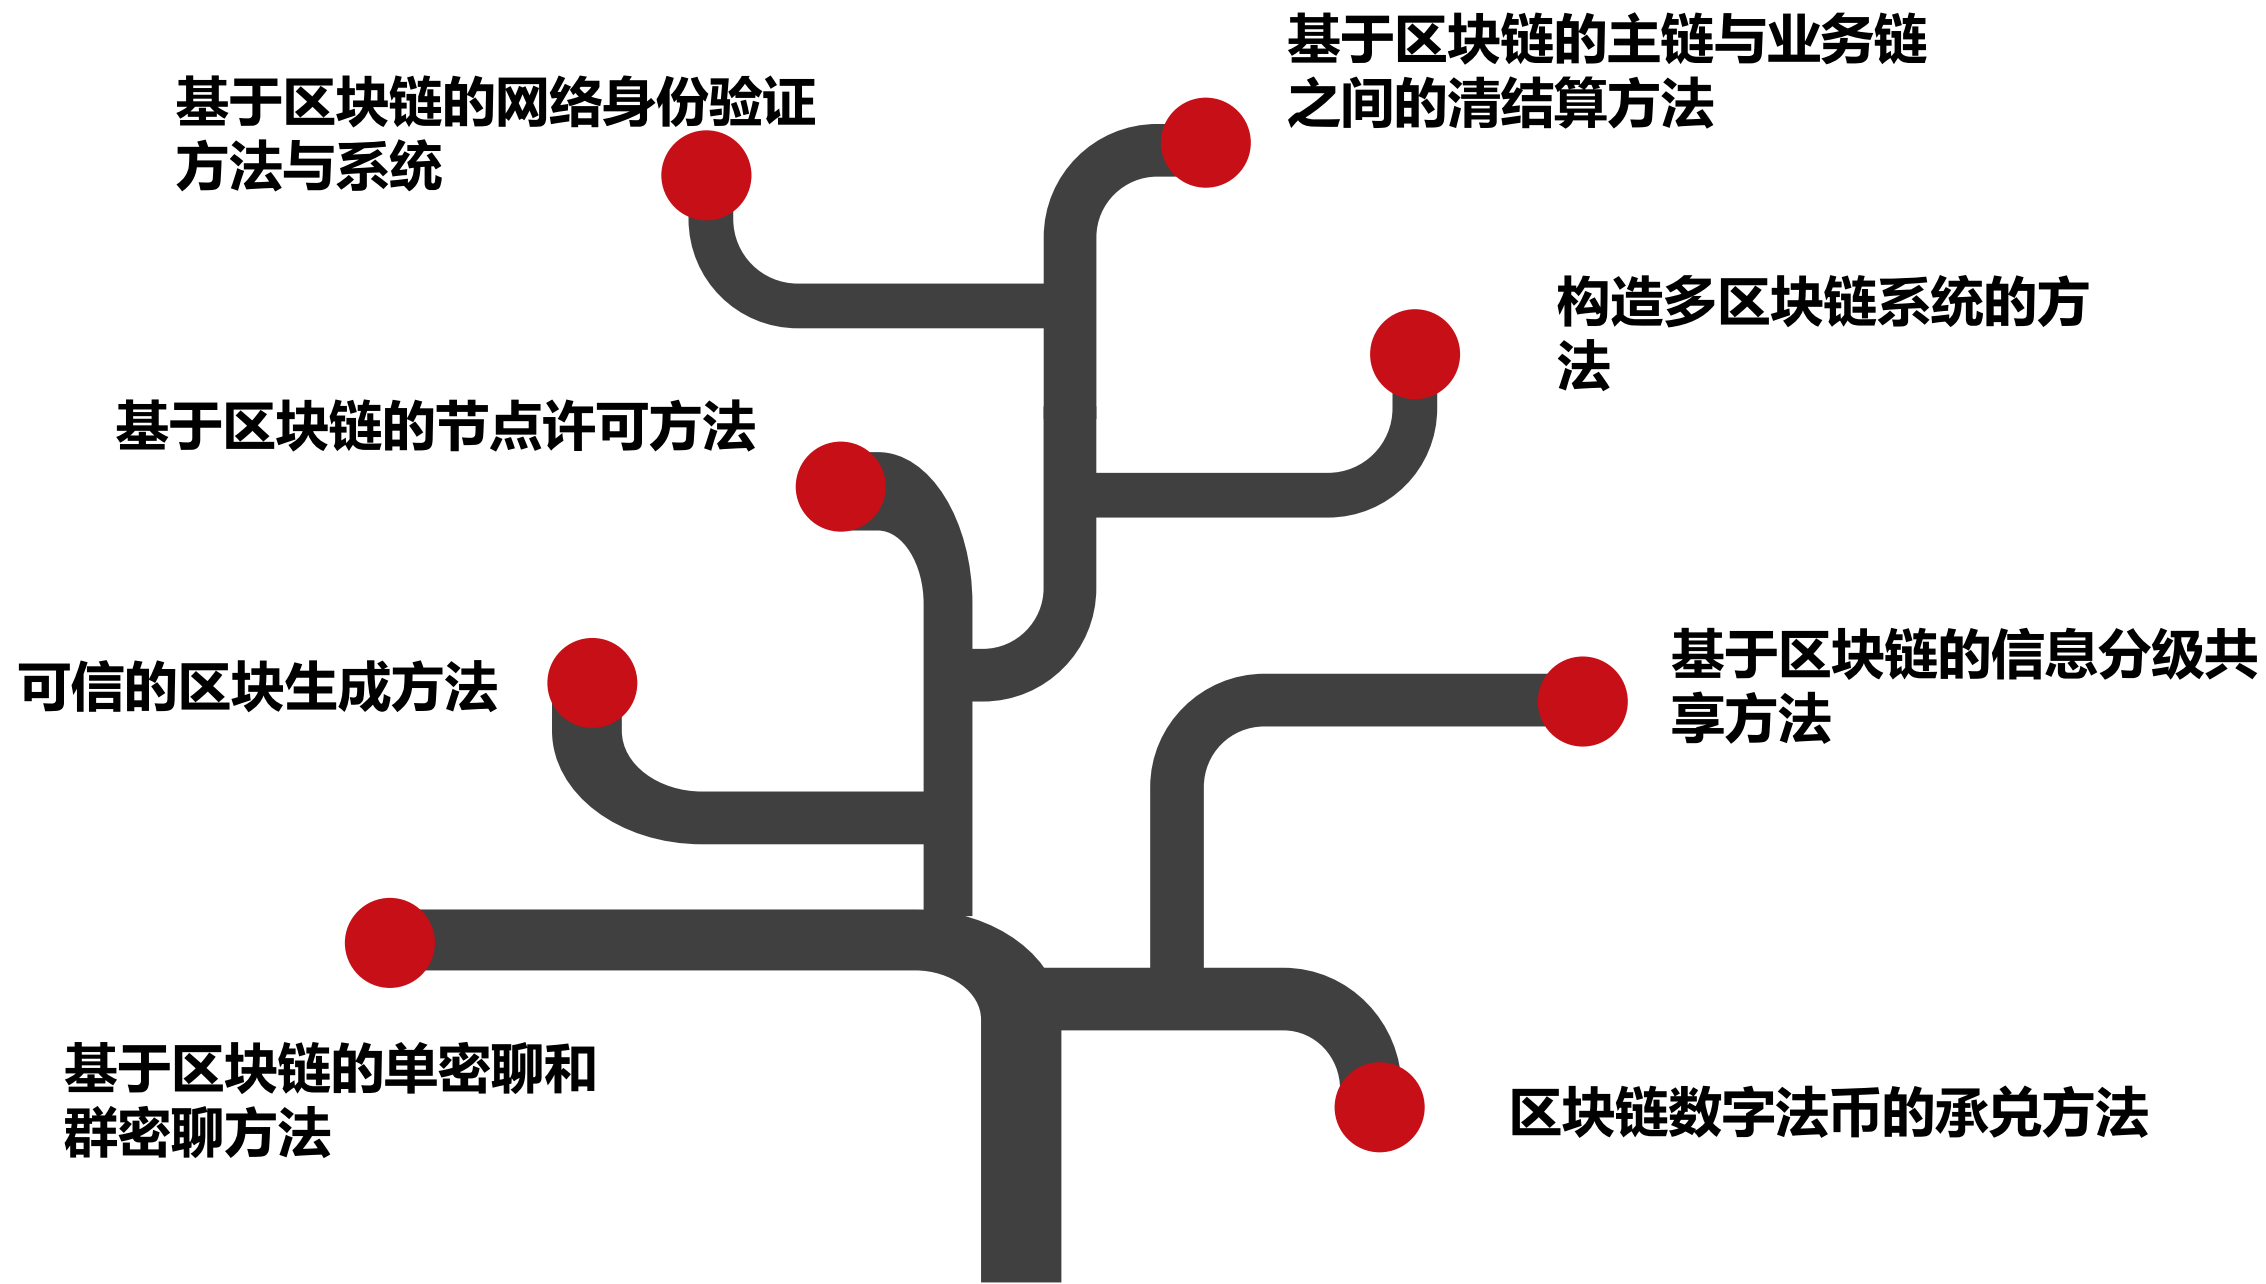 基于区块链的主链与业务链
之间的清结算方法
基于区块链的网络身份验证
方法与系统
构造多区块链系统的方
法
基于区块链的节点许可方法
基于区块链的信息分级共
享方法
可信的区块生成方法
基于区块链的单密聊和
群密聊方法
区块链数字法币的承兑方法